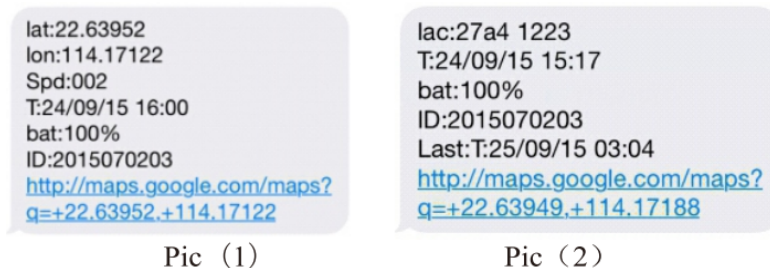 lat:22.63952
lon:114.17122
Spd:002
T:24/09/15 16:00
bat:100%
ID:2015070203
http://maps.google.com/maps?
q=+22.63952,+114.17122
Pic（1）
lac:27a4 1223
T:24/09/15 15:17
bat:100%
ID:2015070203
Last:T:25/09/15 03:04
http://maps.google.com/maps?
q=+22.63949,+114.17188
Pic（2）